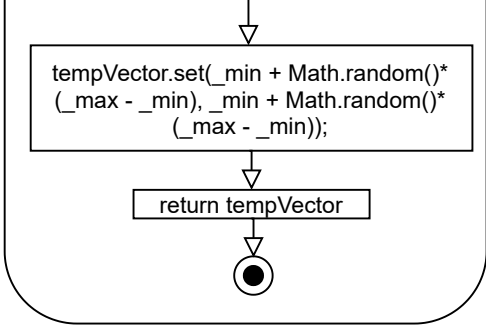 tempVector.set(_min + Math.random()*
(_max - _min), _min + Math.random()*
(_max - _min));
return tempVector